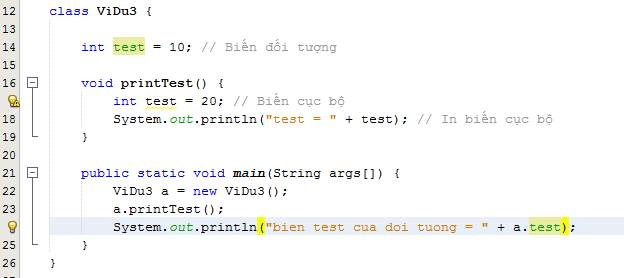 12 class ViDu3 {
13
14     int test = 10; // Biến đối tượng
15
16     void printTest() {
        int test = 20; // Biến cục bộ
18         System.out.println("test = " + test); // In biến cục bộ
19     }
20
21     public static void main(String args[]) {
22         ViDu3 a = new ViDu3();
23         a.printTest();
        System.out.println("bien test cua doi tuong = " + a.test);
25     }
26 }